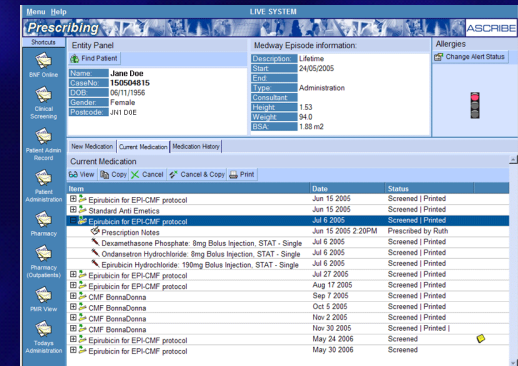 Menu Help LIVE SYSTEM
Prescribing ASCRIBE
Shortcuts
BNF Online
Clinical Screening
Patient Admin Record
Patient Administration
Pharmacy
Pharmacy (Outpatients)
PMR View
Todays Administration
Entity Panel
Find Patient
Name: Jane Doe
CaseNo: 150504815
DOB: 06/11/1956
Gender: Female
Postcode: JN1 D0E
Medway Episode information:
Description: Lifetime
Start: 24/05/2005
End:
Type: Administration
Consultant:
Height: 1.53
Weight: 94.0
BSA: 1.88 m2
Allergies
Change Alert Status
New Medication Current Medication Medication History
Current Medication
View Copy Cancel Cancel & Copy Print
Item Date Status
Epirubicin for EPI-CMF protocol Jun 15 2005 Screened | Printed
Standard Anti Emetics Jun 15 2005 Screened | Printed
Epirubicin for EPI-CMF protocol Jul 6 2005 Screened | Printed
Prescription Notes Jun 15 2005 2:20PM Prescribed by Ruth
Dexamethasone Phosphate: 8mg Bolus Injection, STAT - Single Jul 6 2005 Screened | Printed
Ondansetron Hydrochloride: 8mg Bolus Injection, STAT - Single Jul 6 2005 Screened | Printed
Epirubicin Hydrochloride: 190mg Bolus Injection, STAT - Single Jul 6 2005 Screened | Printed
Epirubicin for EPI-CMF protocol Jul 27 2005 Screened | Printed
Epirubicin for EPI-CMF protocol Aug 17 2005 Screened | Printed
CMF BonnaDonna Sep 7 2005 Screened | Printed
CMF BonnaDonna Oct 5 2005 Screened | Printed
CMF BonnaDonna Nov 2 2005 Screened | Printed
CMF BonnaDonna Nov 30 2005 Screened | Printed |
Epirubicin for EPI-CMF protocol May 24 2006 Screened
Epirubicin for EPI-CMF protocol May 30 2006 Screened